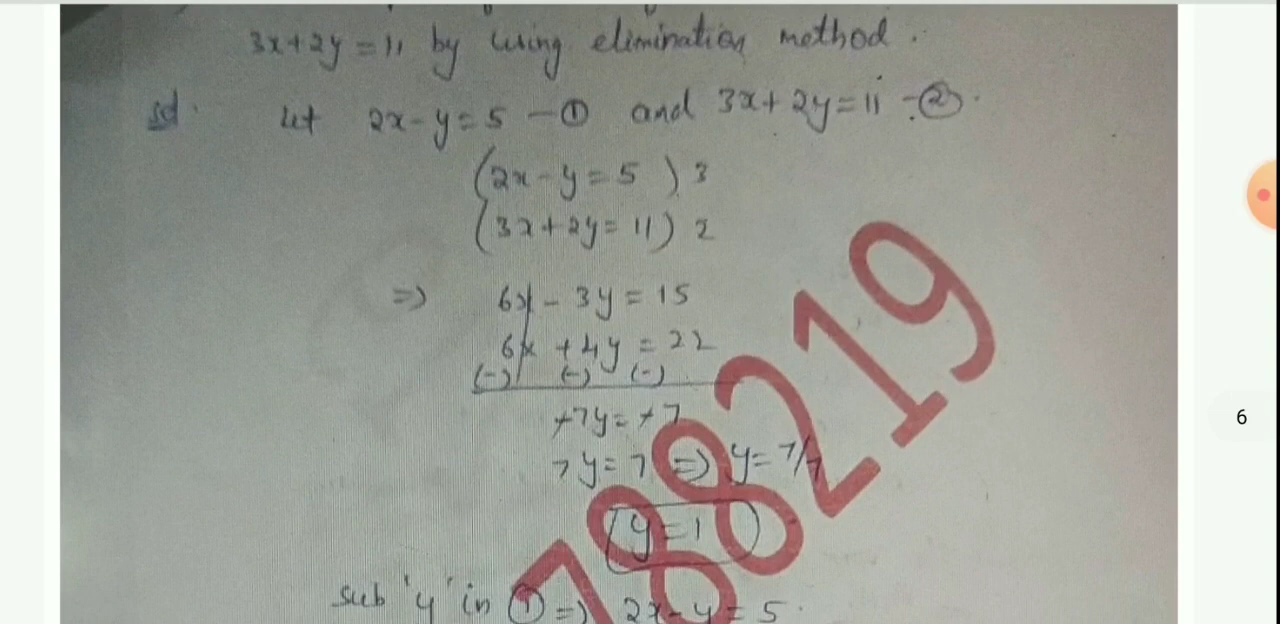 3x+2y=11 by using elimination method.
sol. let 2x-y=5 -① and 3x+2y=11 -②.
(2x-y=5) 3
(3x+2y=11) 2
=> 6x - 3y = 15
6x + 4y = 22
(-) (-) (-)
+7y=+7
7y=7 => y=7/7
y=1
sub 'y' in ① => 2x-y=5.
788219
6